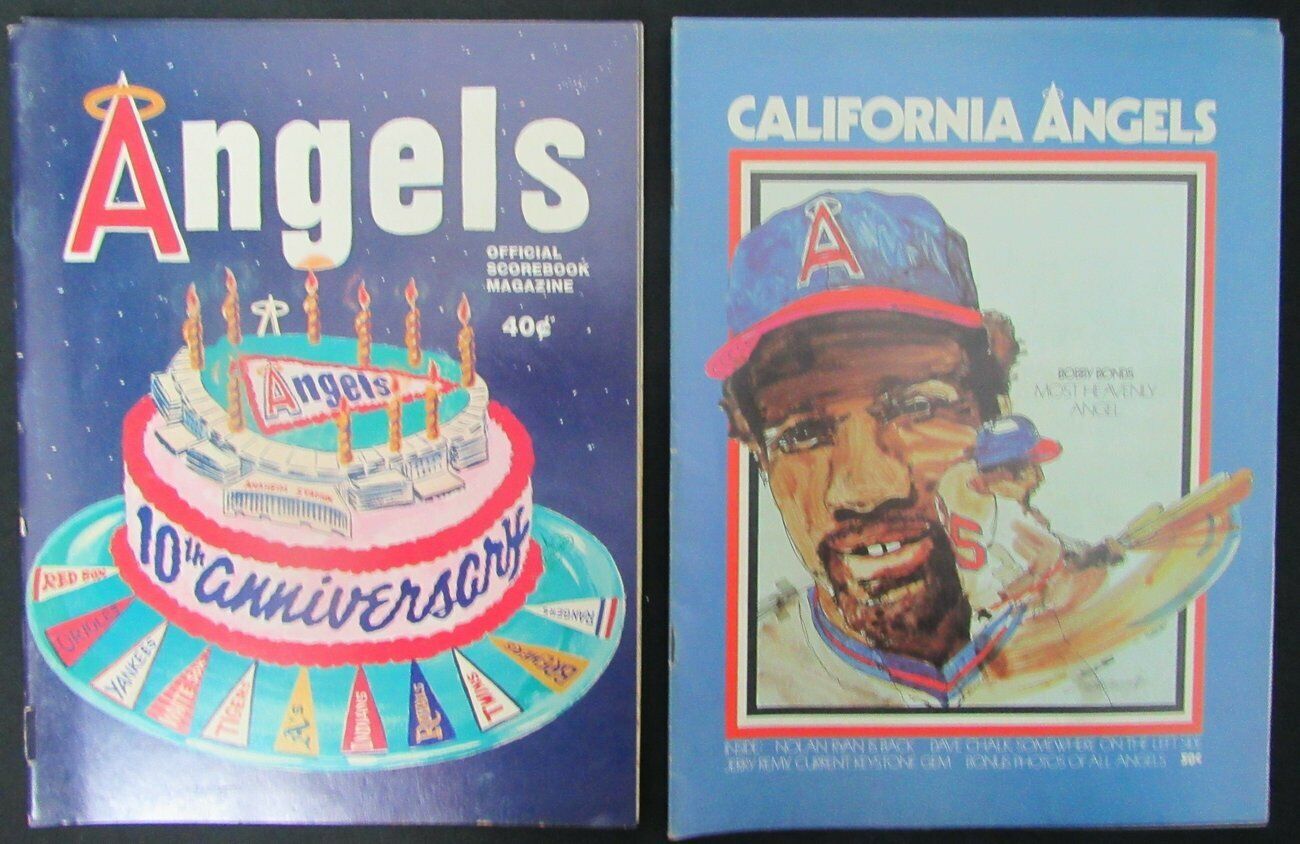 Angels
OFFICIAL
SCOREBOOK
MAGAZINE
40¢
Angels
ANAHEIM STADIUM
10th anniversary
RED SOX
ORIOLES
YANKEES
WHITE SOX
TIGERS
A's
INDIANS
ROYALS
TWINS
BREWERS
RANGERS
CALIFORNIA ANGELS
A
BOBBY BONDS
MOST HEAVENLY
ANGEL
5
INSIDE: NOLAN RYAN IS BACK DAVE CHALK, SOMEWHERE ON THE LEFT SIDE
JERRY REMY, CURRENT KEYSTONE GEM BONUS PHOTOS OF ALL ANGELS 50¢